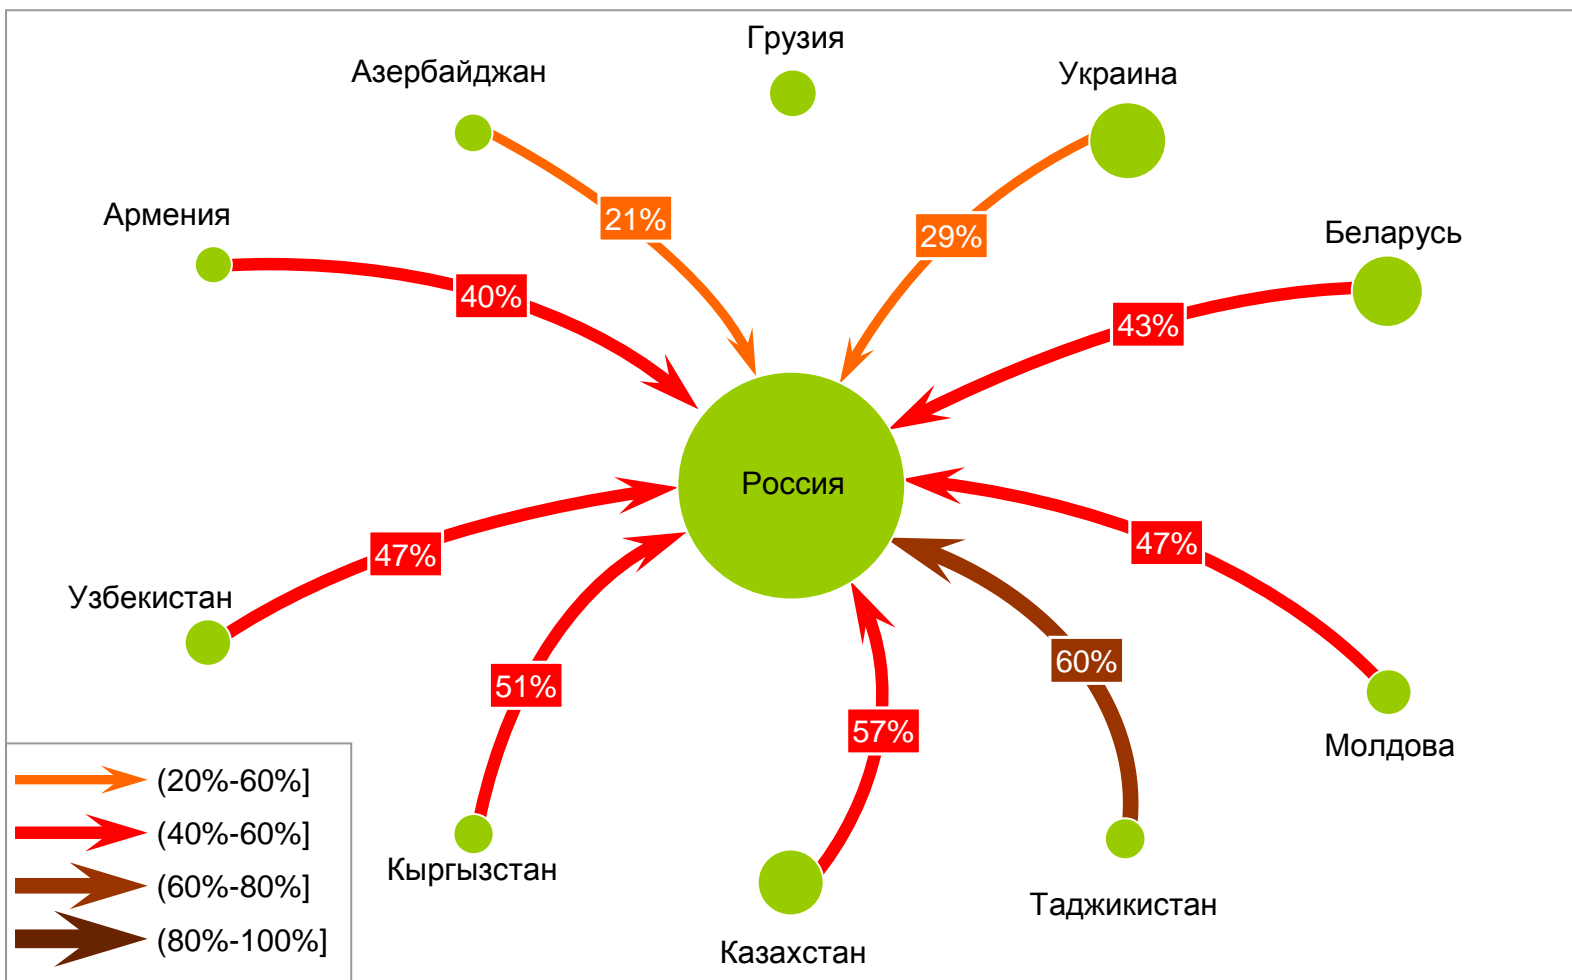 Грузия
Азербайджан
Украина
Армения
21%
29%
Беларусь
40%
43%
Россия
47%
47%
Узбекистан
51%
60%
57%
Молдова
Кыргызстан
Таджикистан
Казахстан
(20%-60%]
(40%-60%]
(60%-80%]
(80%-100%]